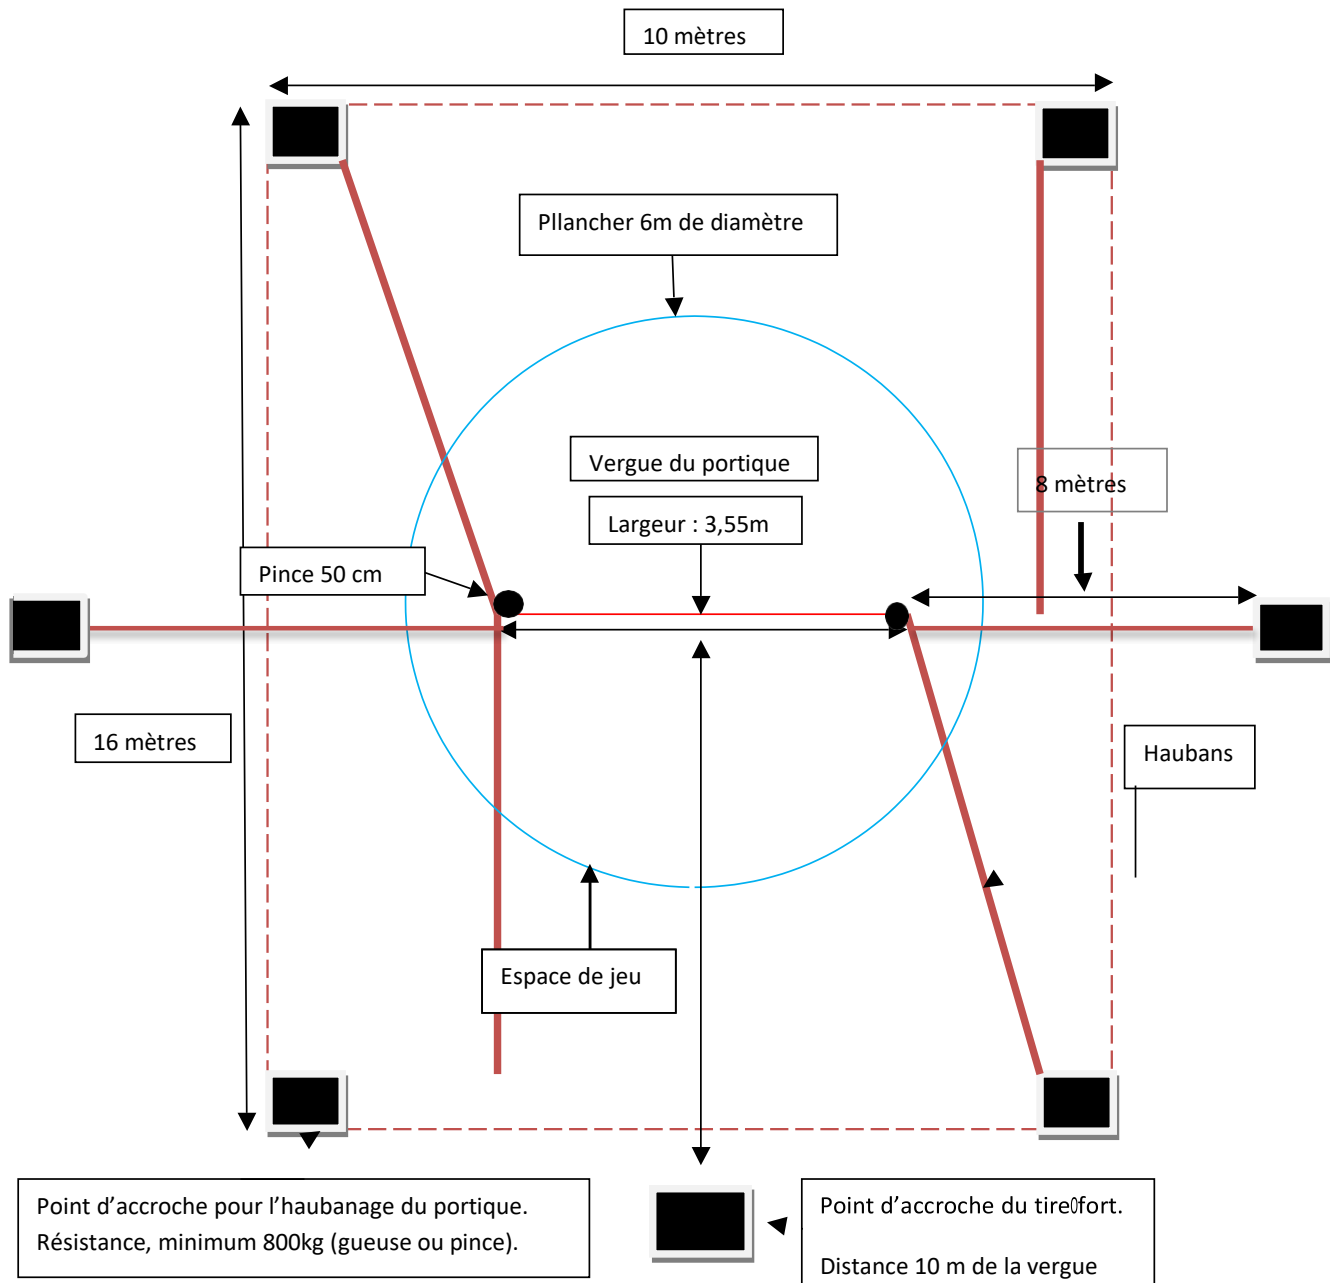 10 mètres
Pllancher 6m de diamètre
Vergue du portique
8 mètres
Largeur : 3,55m
Pince 50 cm
16 mètres
Haubans
Espace de jeu
Point d’accroche pour l’haubanage du portique.
Résistance, minimum 800kg (gueuse ou pince).
Point d’accroche du tire0fort.
Distance 10 m de la vergue